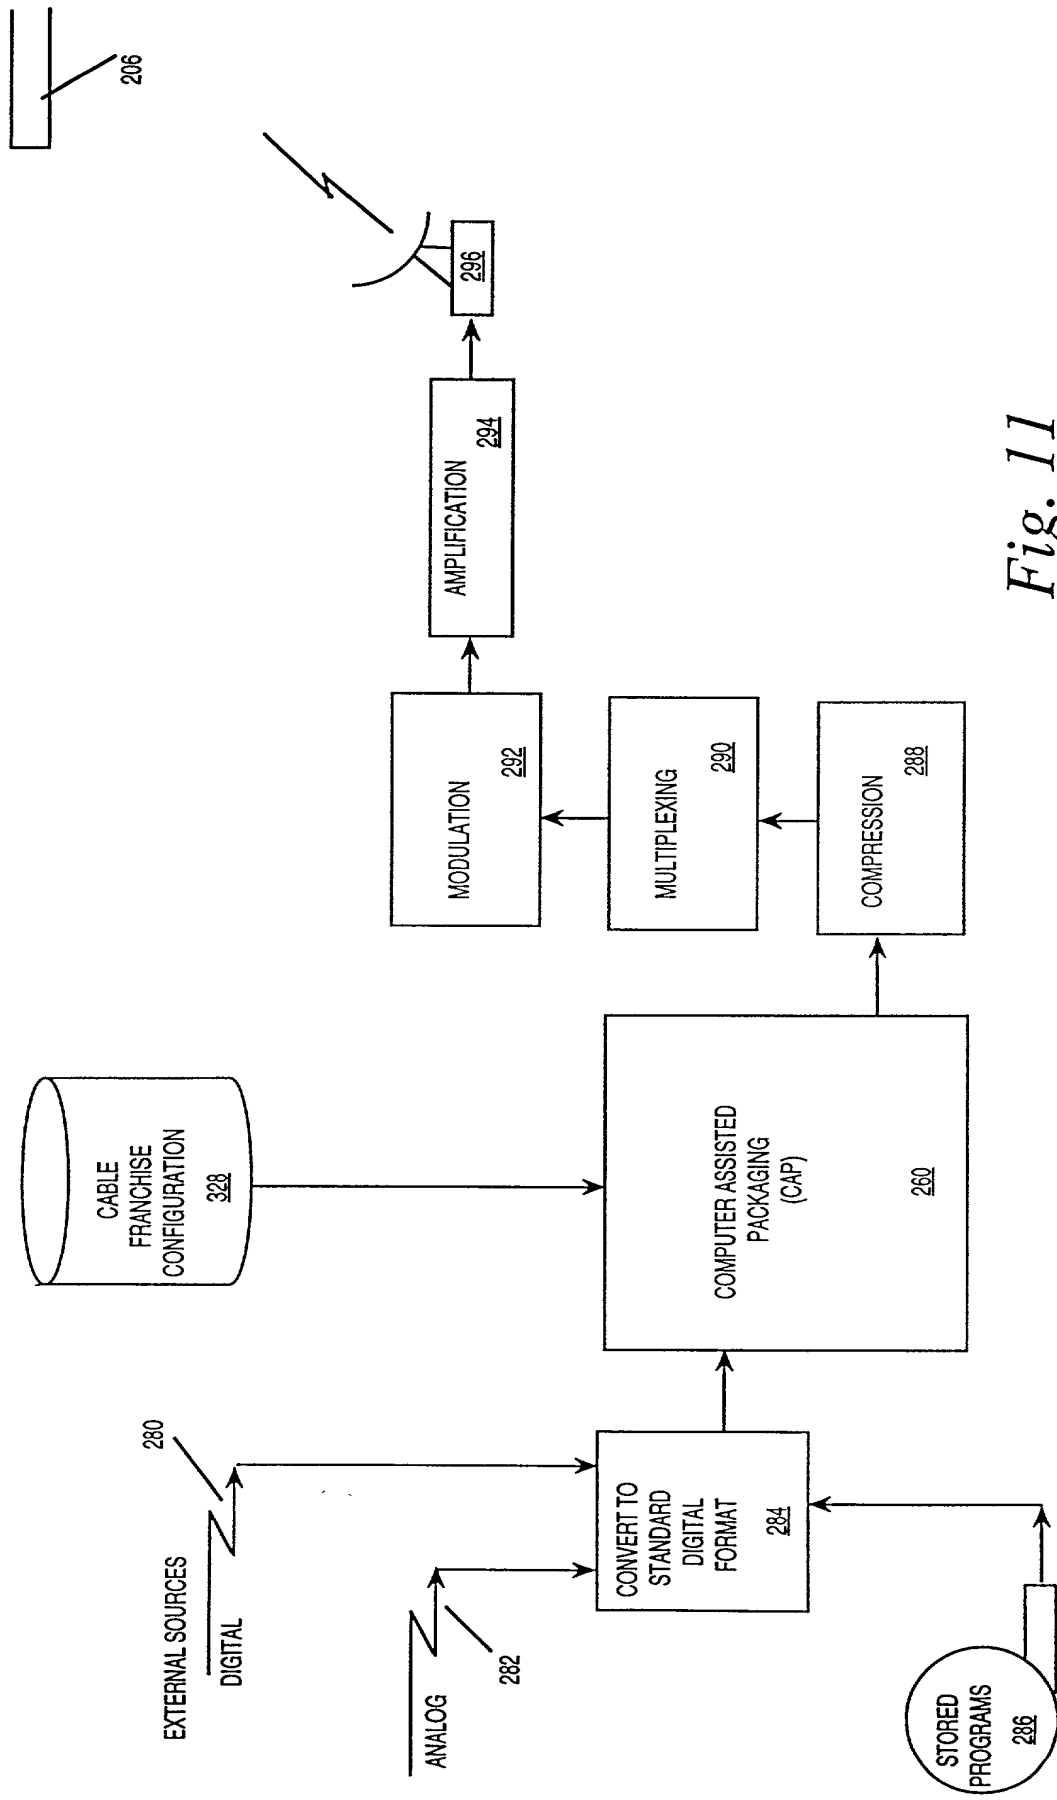 EXTERNAL SOURCES
DIGITAL
280
ANALOG
282
STORED
PROGRAMS
286
CONVERT TO
STANDARD
DIGITAL
FORMAT
284
CABLE
FRANCHISE
CONFIGURATION
328
COMPUTER ASSISTED
PACKAGING
(CAP)
260
COMPRESSION
288
MULTIPLEXING
290
MODULATION
292
AMPLIFICATION
294
296
206
Fig. 11